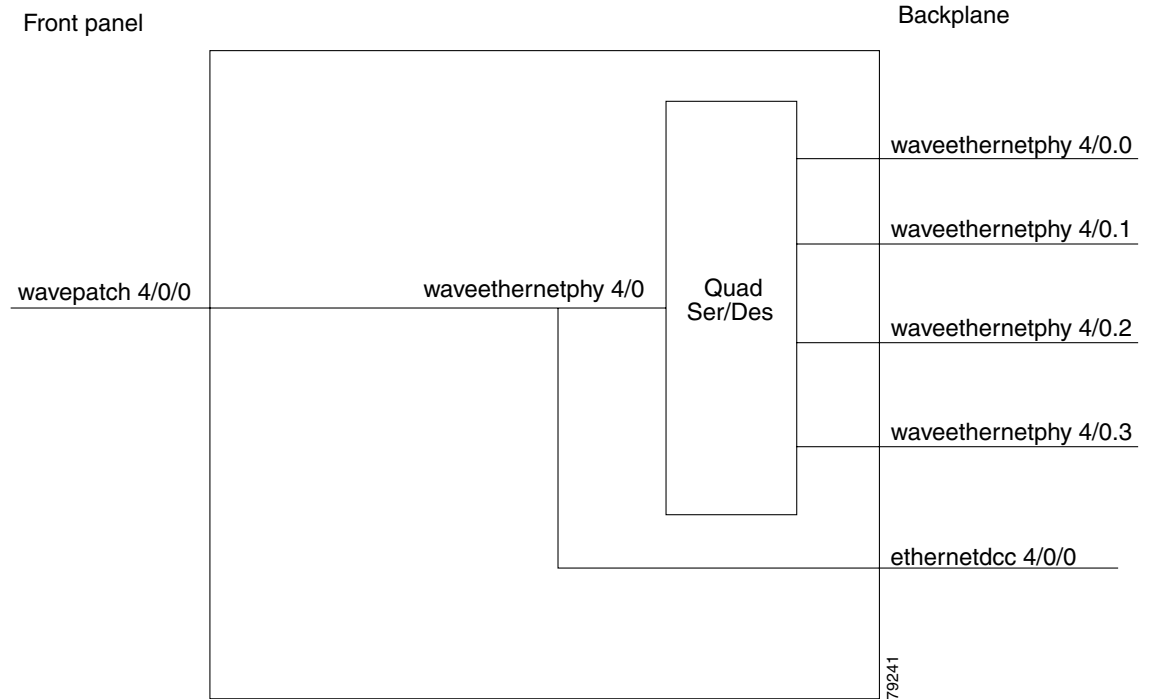 Front panel
Backplane
waveethernetphy 4/0.0
waveethernetphy 4/0.1
wavepatch 4/0/0
waveethernetphy 4/0
Quad
Ser/Des
waveethernetphy 4/0.2
waveethernetphy 4/0.3
ethernetdcc 4/0/0
79241